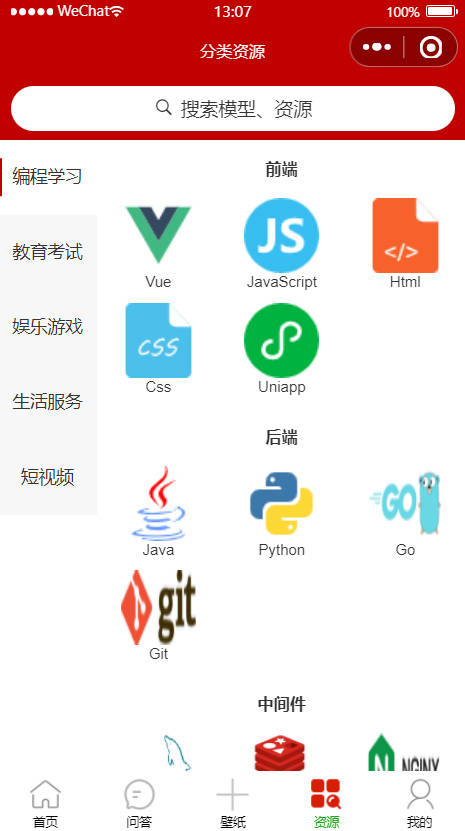 WeChat 13:07 100%
分类资源
搜索模型、资源
编程学习
教育考试
娱乐游戏
生活服务
短视频
前端
JS
</>
Vue JavaScript Html
css
Css Uniapp
后端
GO
Java Python Go
git
Git
中间件
N NGINX
首页 问答 壁纸 资源 我的